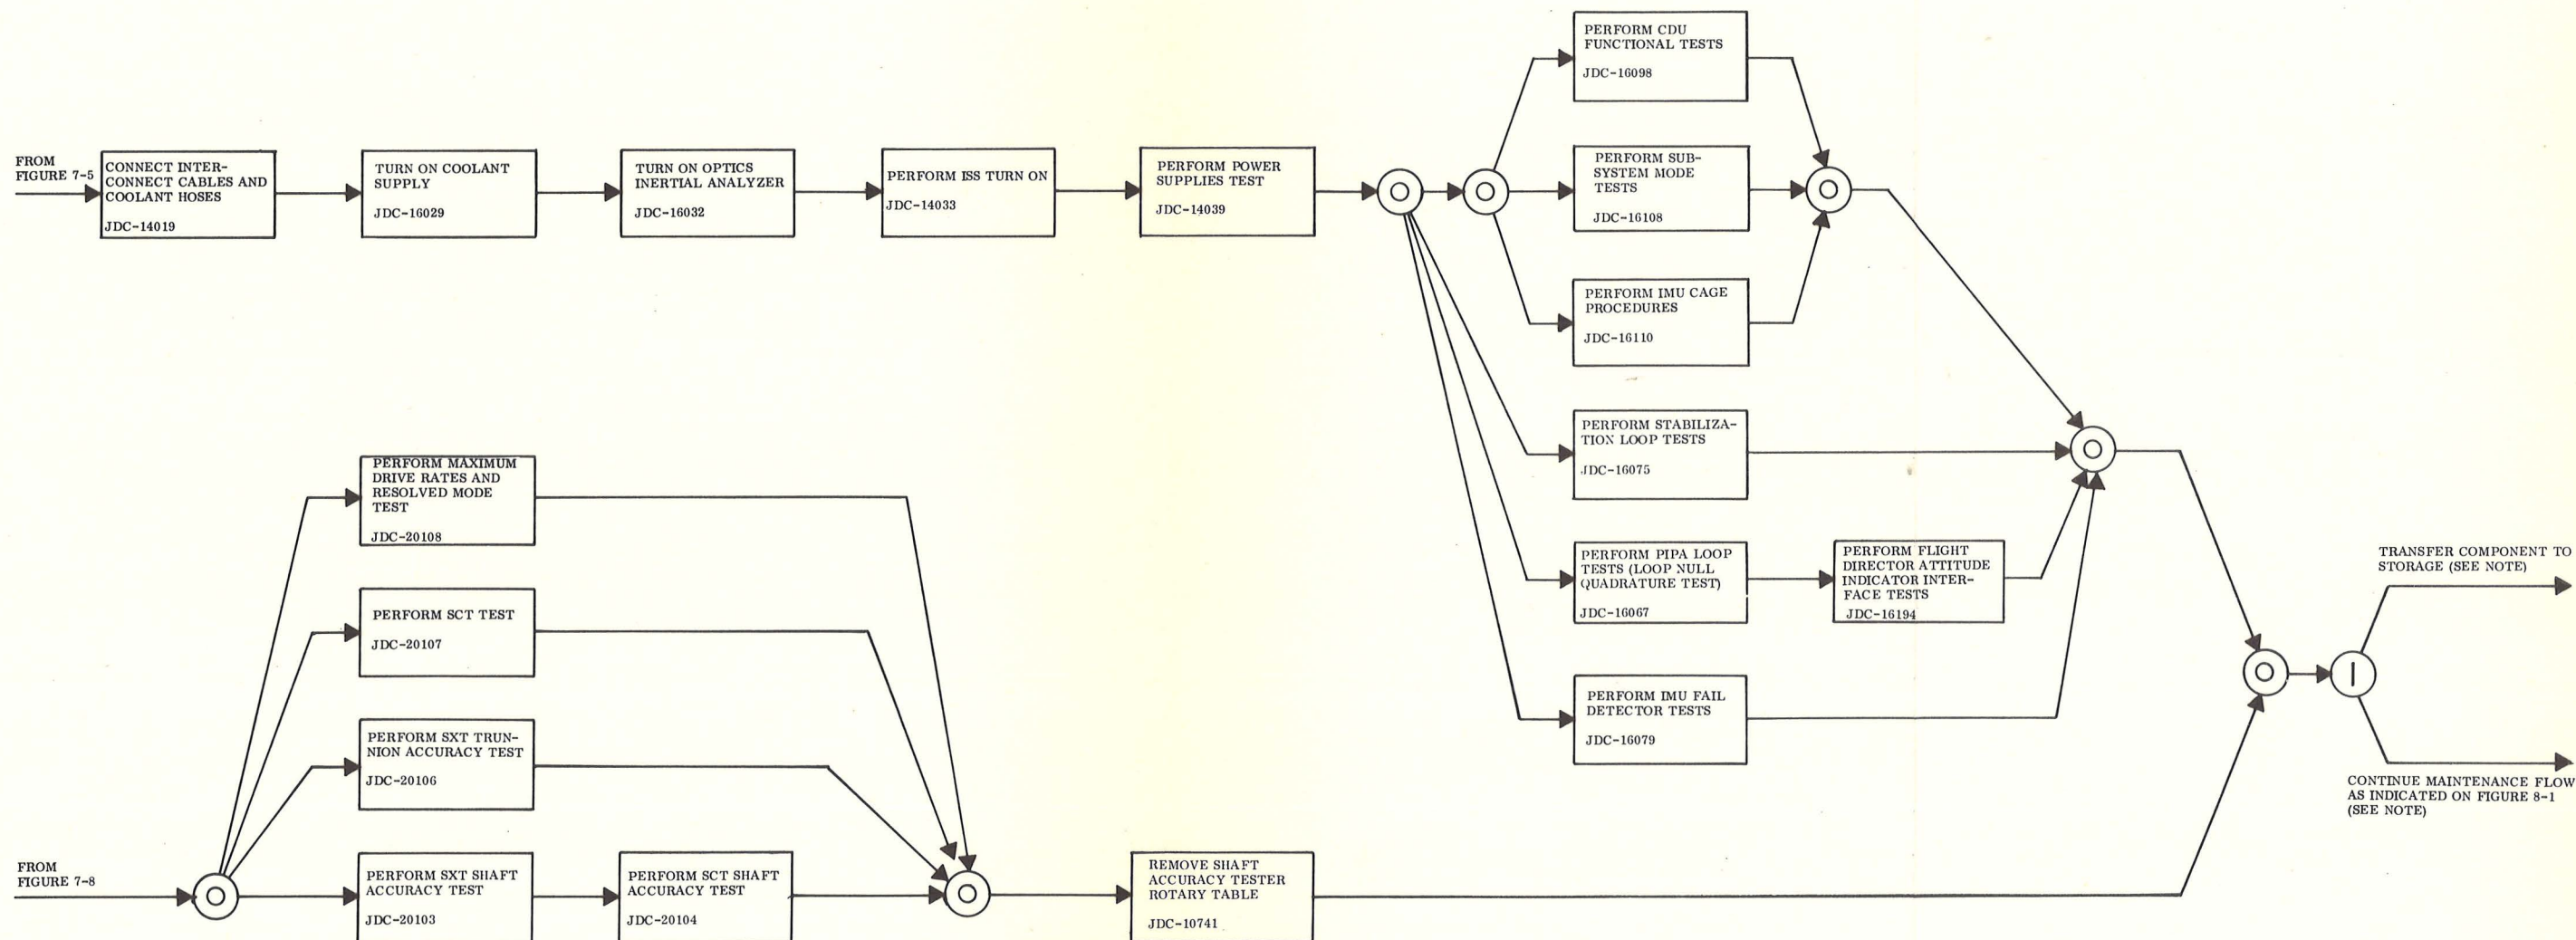 FROM
FIGURE 7-5
CONNECT INTER-
CONNECT CABLES AND
COOLANT HOSES
JDC-14019
TURN ON COOLANT
SUPPLY
JDC-16029
TURN ON OPTICS
INERTIAL ANALYZER
JDC-16032
PERFORM ISS TURN ON
JDC-14033
PERFORM POWER
SUPPLIES TEST
JDC-14039
PERFORM CDU
FUNCTIONAL TESTS
JDC-16098
PERFORM SUB-
SYSTEM MODE
TESTS
JDC-16108
PERFORM IMU CAGE
PROCEDURES
JDC-16110
PERFORM STABILIZA-
TION LOOP TESTS
JDC-16075
PERFORM PIPA LOOP
TESTS (LOOP NULL
QUADRATURE TEST)
JDC-16067
PERFORM FLIGHT
DIRECTOR ATTITUDE
INDICATOR INTER-
FACE TESTS
JDC-16194
PERFORM IMU FAIL
DETECTOR TESTS
JDC-16079
PERFORM MAXIMUM
DRIVE RATES AND
RESOLVED MODE
TEST
JDC-20108
PERFORM SCT TEST
JDC-20107
PERFORM SXT TRUN-
NION ACCURACY TEST
JDC-20106
FROM
FIGURE 7-8
PERFORM SXT SHAFT
ACCURACY TEST
JDC-20103
PERFORM SCT SHAFT
ACCURACY TEST
JDC-20104
REMOVE SHAFT
ACCURACY TESTER
ROTARY TABLE
JDC-10741
TRANSFER COMPONENT TO
STORAGE (SEE NOTE)
CONTINUE MAINTENANCE FLOW
AS INDICATED ON FIGURE 8-1
(SEE NOTE)